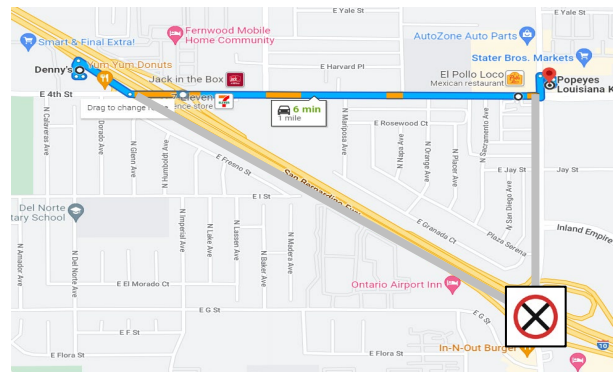 E Yale St
E Yale St
Fernwood Mobile
Home Community
AutoZone Auto Parts
Smart & Final Extra!
Stater Bros. Markets
Denny's
Yum Yum Donuts
E Harvard Pl
Jack in the Box
El Pollo Loco
Mexican restaurant
Popeyes
Louisiana K
E 4th St
Drag to change
Eleven
nce store
6 min
1 mile
N Calaveras Ave
Dorado Ave
N Glenn Ave
N Humboldt Ave
N Mariposa Ave
E Rosewood Ct
N Napa Ave
N Orange Ave
N Placer Ave
N Sacramento Ave
E Fresno St
San Bernardino
E Jay St
Jay St
E I St
N San Diego Ave
Del Norte
tary School
N Imperial Ave
N Lake Ave
N Lassen Ave
N Baker Ave
N Madera Ave
E Granada Ct
Plaza Serena
Inland Empire
N Amador Ave
N Del Norte Ave
E El Morado Ct
Ontario Airport Inn
E G St
E G St
E F St
10
In-N-Out Burger
E Flora St
E Flora St